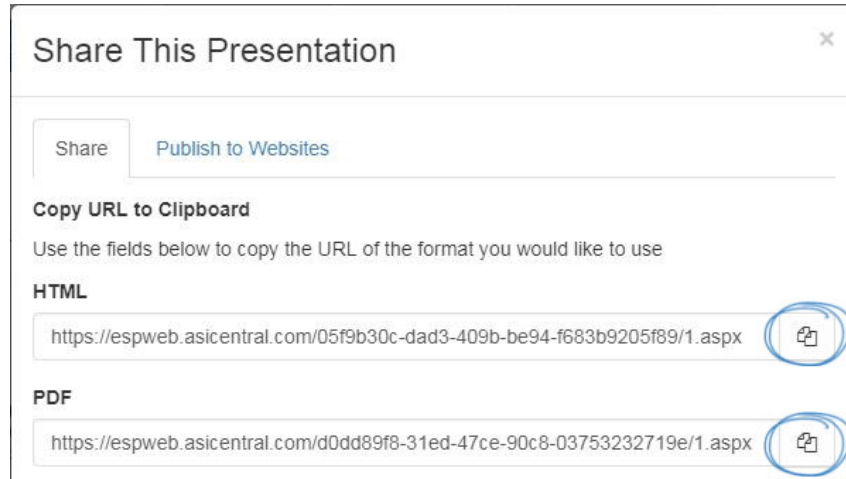 Share This Presentation
×
Share
Publish to Websites
Copy URL to Clipboard
Use the fields below to copy the URL of the format you would like to use
HTML
https://espweb.asicentral.com/05f9b30c-dad3-409b-be94-f683b9205f89/1.aspx
PDF
https://espweb.asicentral.com/d0dd89f8-31ed-47ce-90c8-03753232719e/1.aspx